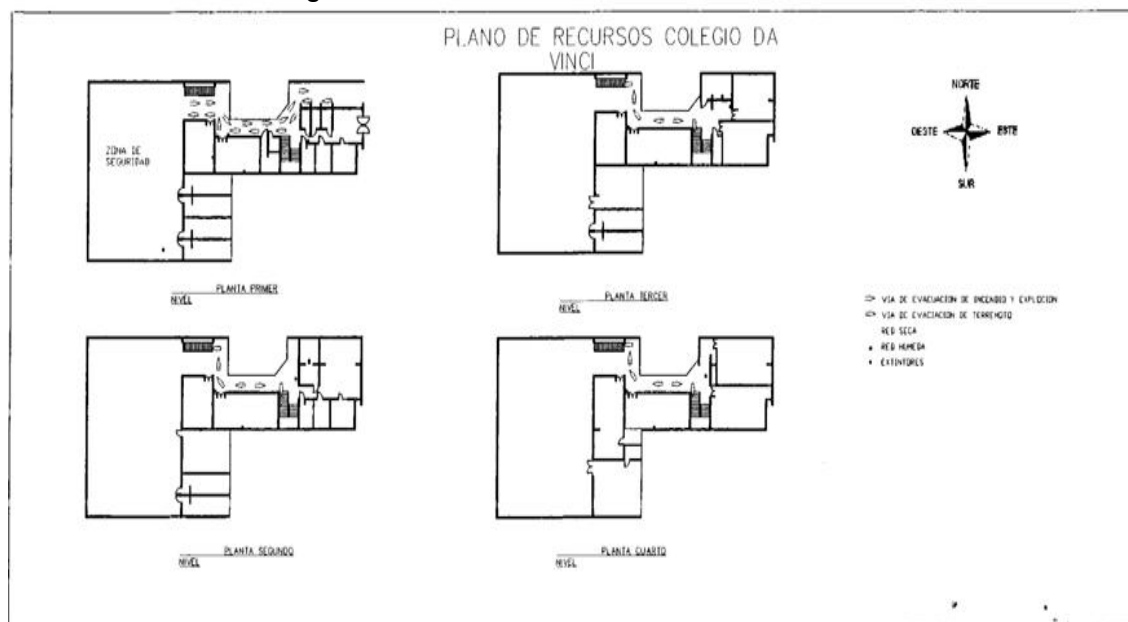 PLANO DE RECURSOS COLEGIO DA
VINCI
NORTE
OESTE
ESTE
SUR
ZONA DE
SEGURIDAD
PLANTA PRIMER
NIVEL
PLANTA TERCER
NIVEL
VIA DE EVACUACION DE INCENDIO Y EXPLOCION
VIA DE EVACIACION DE TERREMOTO
RED SECA
RED HUMEDA
EXTINTORES
PLANTA SEGUNDO
NIVEL
PLANTA CUARTO
NIVEL